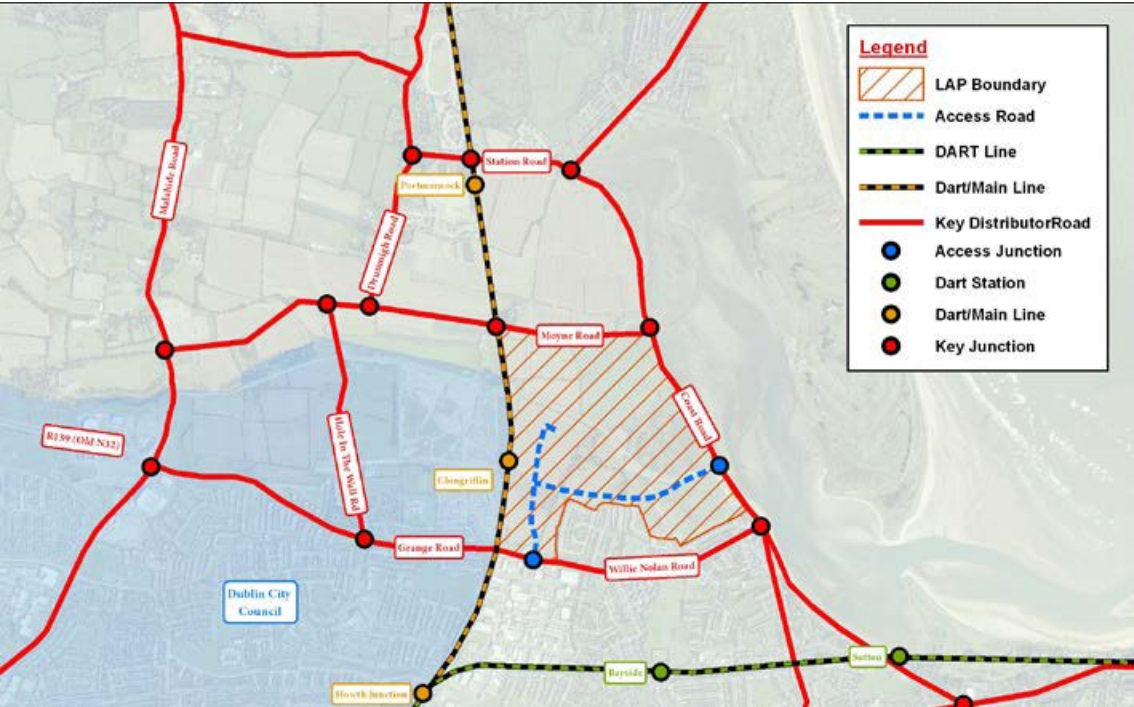 Legend
LAP Boundary
Access Road
DART Line
Dart/Main Line
Key DistributorRoad
Access Junction
Dart Station
Dart/Main Line
Key Junction
Malahide Road
Station Road
Portmarnock
Drumnigh Road
Moyne Road
Coast Road
R139 (Old N32)
Hole In The Wall Rd
Clongriffin
Grange Road
Willie Nolan Road
Dublin City
Council
Sutton
Bayside
Howth Junction